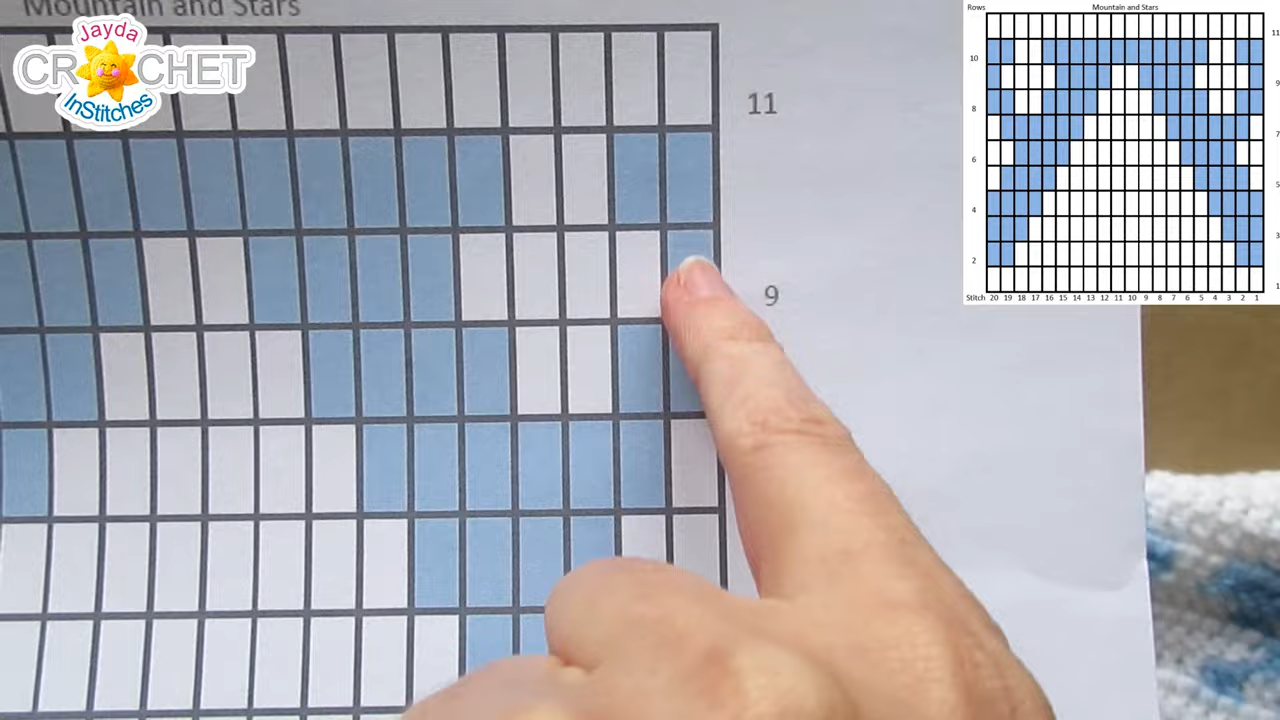 Mountain and Stars
Jayda
CROCHET
InStitches
11
9
Rows
Mountain and Stars
11
10
9
8
7
6
5
4
3
2
1
Stitch 20 19 18 17 16 15 14 13 12 11 10 9 8 7 6 5 4 3 2 1